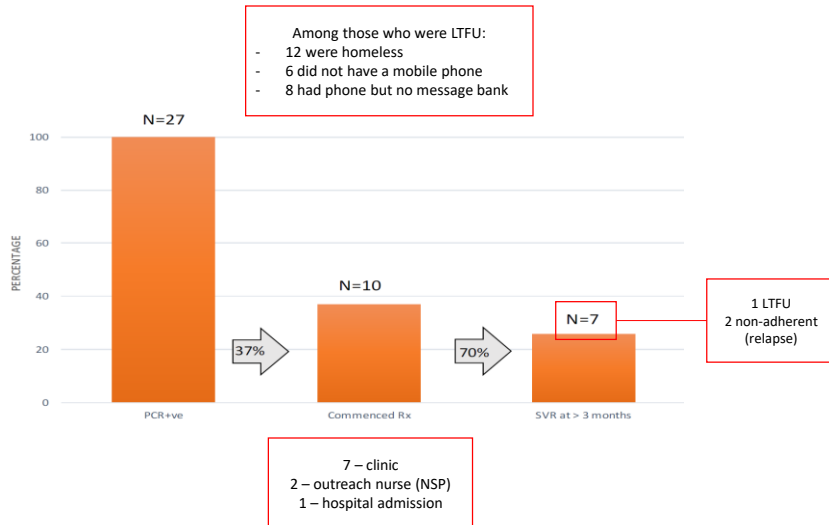 Among those who were LTFU:
- 12 were homeless
- 6 did not have a mobile phone
- 8 had phone but no message bank
N=27
100
80
60
40
20
0
PERCENTAGE
N=10
N=7
37%
70%
1 LTFU
2 non-adherent
(relapse)
PCR+ve
Commenced Rx
SVR at > 3 months
7 – clinic
2 – outreach nurse (NSP)
1 – hospital admission